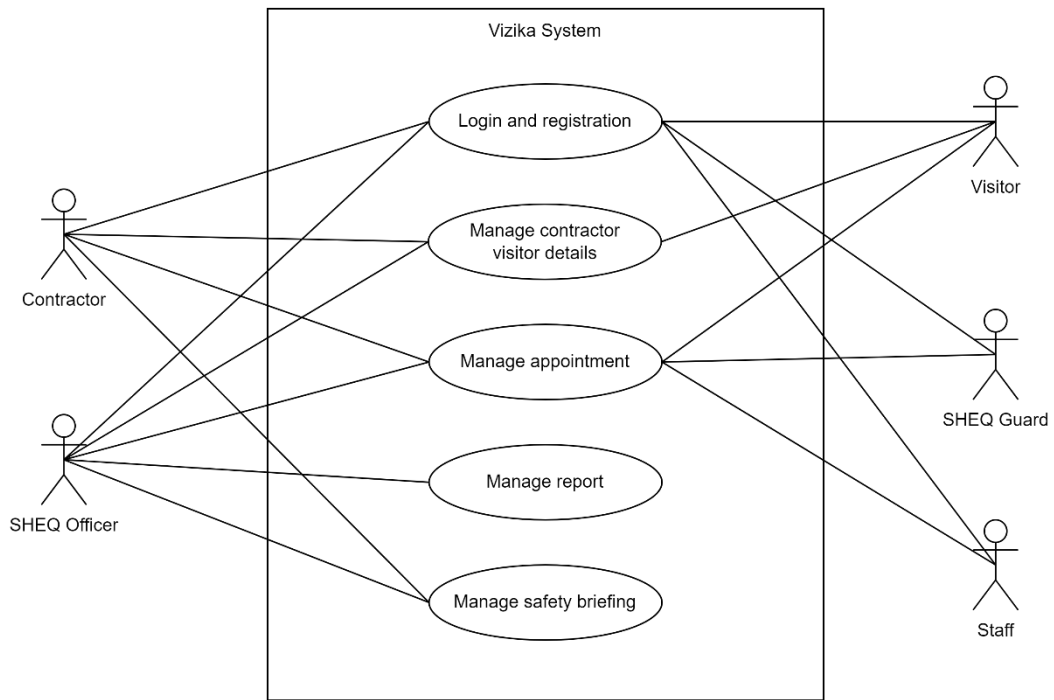 Vizika System
Login and registration
Visitor
Manage contractor
visitor details
Contractor
Manage appointment
SHEQ Guard
Manage report
SHEQ Officer
Manage safety briefing
Staff